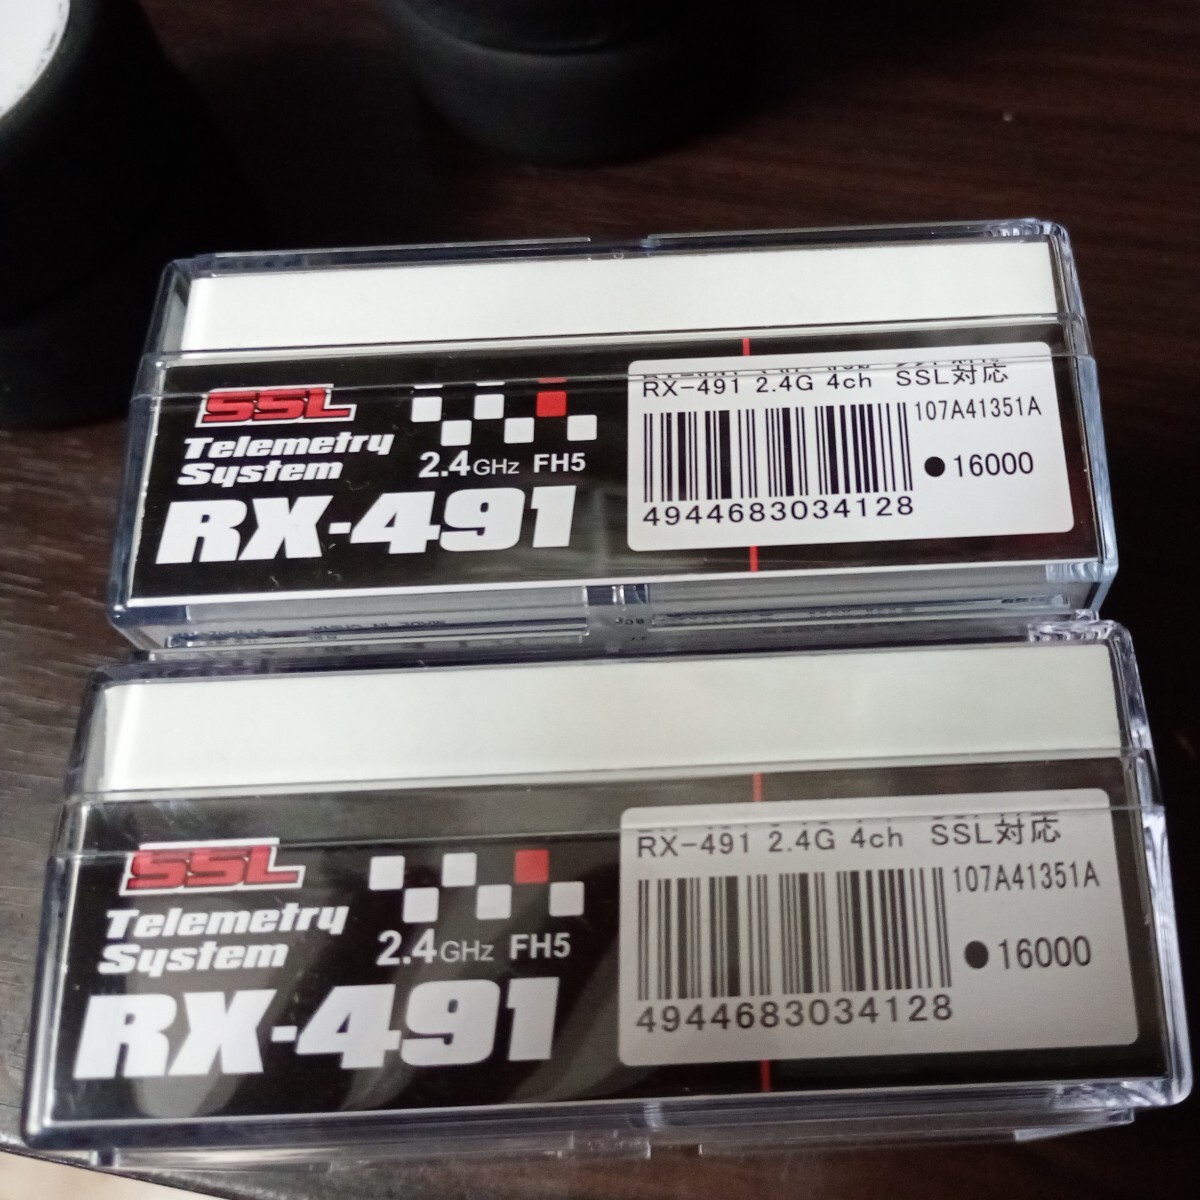 SSL
Telemetry
System
2.4GHz FH5
RX-491
RX-491 2.4G 4ch SSL対応
107A41351A
●16000
4944683034128
SSL
Telemetry
System
2.4GHz FH5
RX-491
RX-491 2.4G 4ch SSL対応
107A41351A
●16000
4944683034128